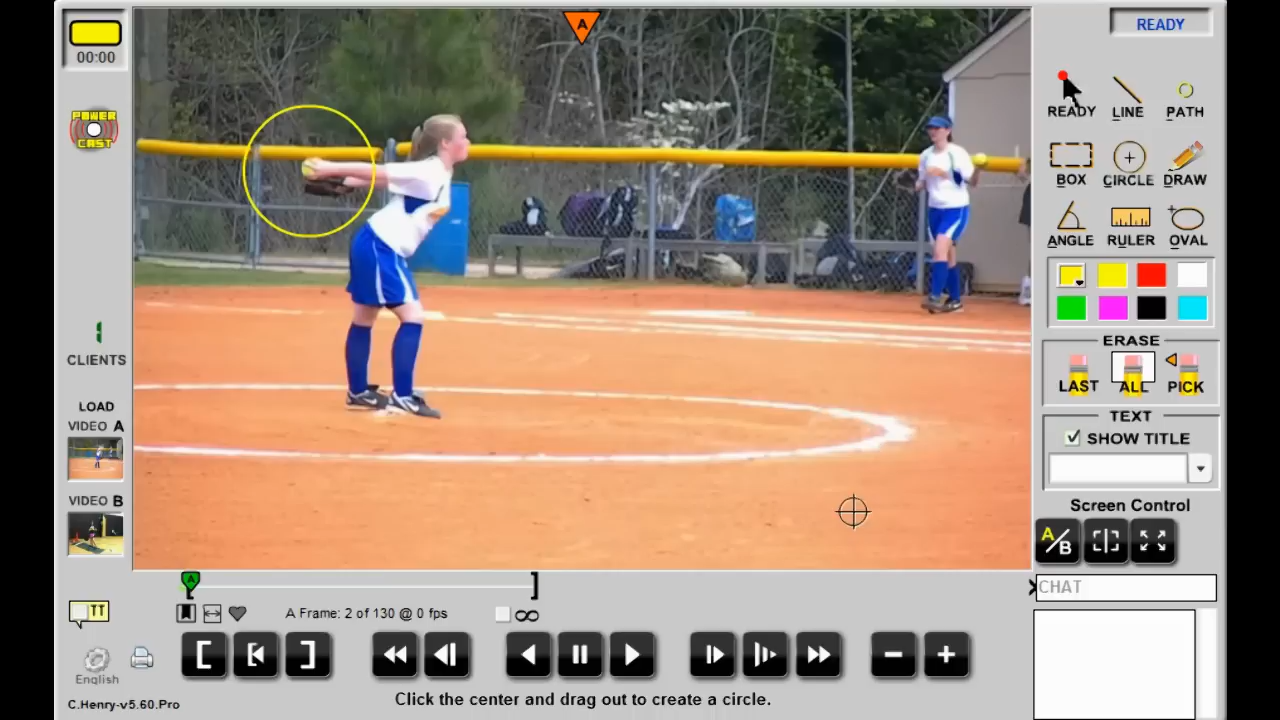 00:00
POWER
CAST
A
READY
READY
LINE
PATH
BOX
CIRCLE
DRAW
ANGLE
RULER
OVAL
ERASE
LAST
ALL
PICK
TEXT
SHOW TITLE
Screen Control
A/B
CHAT
1
CLIENTS
LOAD
VIDEO A
VIDEO B
TT
English
C.Henry-v5.60.Pro
A
A Frame: 2 of 130 @ 0 fps
Click the center and drag out to create a circle.